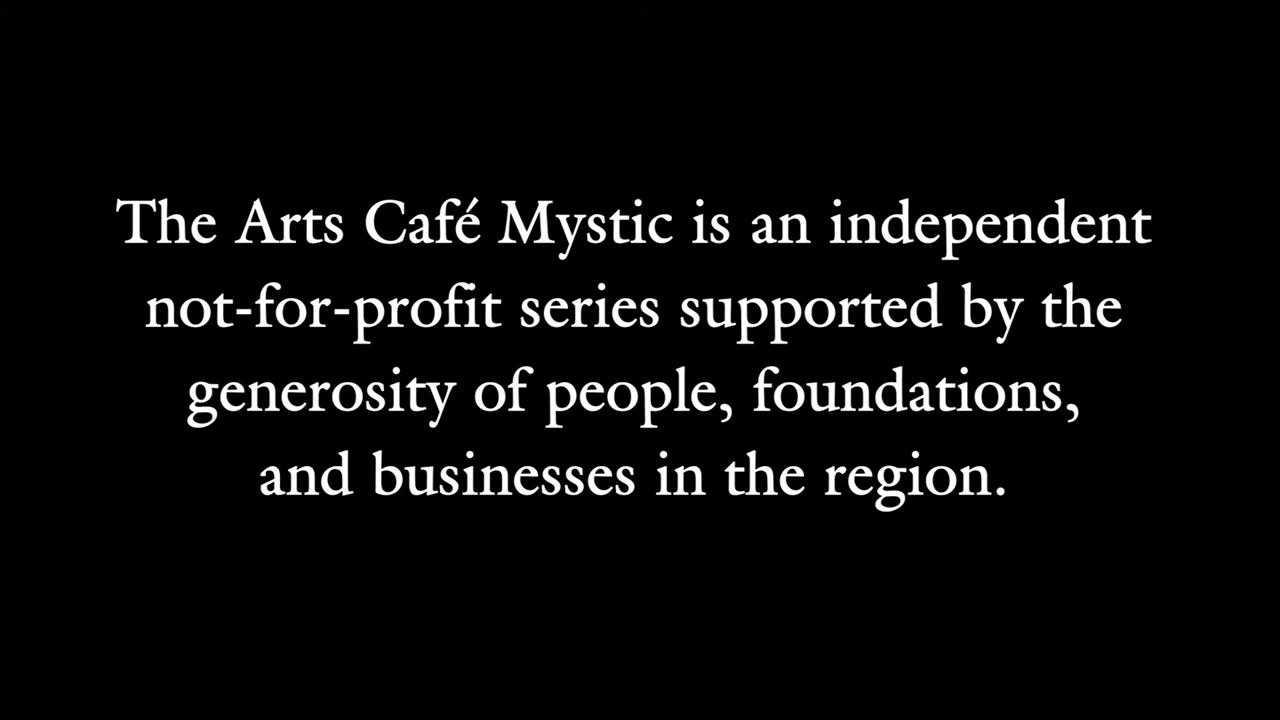 The Arts Café Mystic is an independent
not-for-profit series supported by the
generosity of people, foundations,
and businesses in the region.